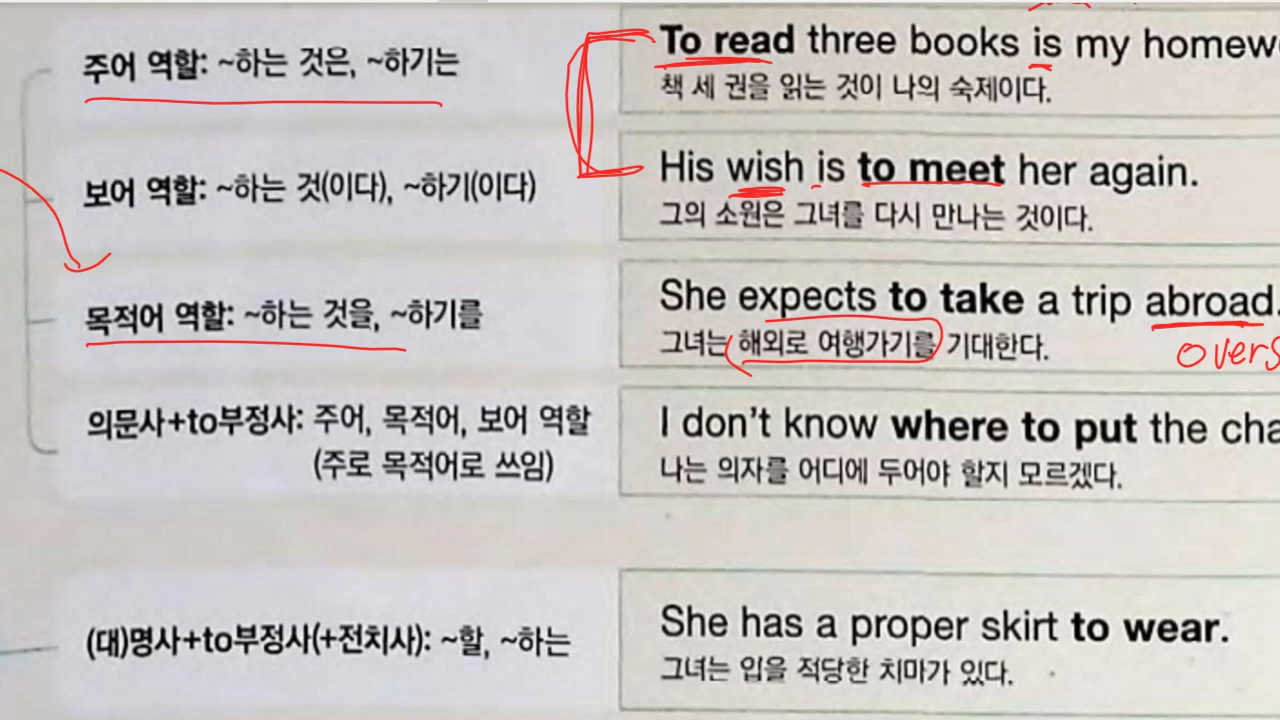 주어 역할: ~하는 것은, ~하기는
To read three books is my
책 세 권을 읽는 것이 나의 숙제이다.
보어 역할: ~하는 것(이다), ~하기(이다)
His wish is to meet her again.
그의 소원은 그녀를 다시 만나는 것이다.
목적어 역할: ~하는 것을, ~하기를
She expects to take a trip abroad.
그녀는 해외로 여행가기를 기대한다.
overs
의문사+to부정사: 주어, 목적어, 보어 역할
(주로 목적어로 쓰임)
I don't know where to put the
나는 의자를 어디에 두어야 할지 모르겠다.
(대)명사+to부정사(+전치사): ~할, ~하는
She has a proper skirt to wear.
그녀는 입을 적당한 치마가 있다.